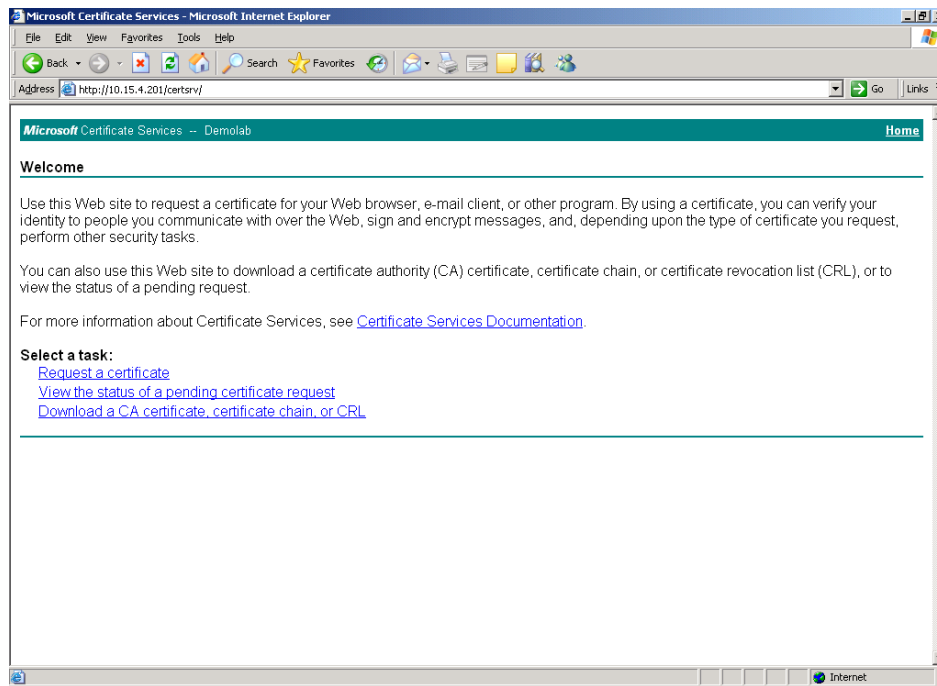 Microsoft Certificate Services - Microsoft Internet Explorer
File Edit View Favorites Tools Help
Back Search Favorites
Address http://10.15.4.201/certsrv/ Go Links
Microsoft Certificate Services -- Demolab Home
Welcome
Use this Web site to request a certificate for your Web browser, e-mail client, or other program. By using a certificate, you can verify your
identity to people you communicate with over the Web, sign and encrypt messages, and, depending upon the type of certificate you request,
perform other security tasks.
You can also use this Web site to download a certificate authority (CA) certificate, certificate chain, or certificate revocation list (CRL), or to
view the status of a pending request.
For more information about Certificate Services, see Certificate Services Documentation.
Select a task:
Request a certificate
View the status of a pending certificate request
Download a CA certificate, certificate chain, or CRL
Internet